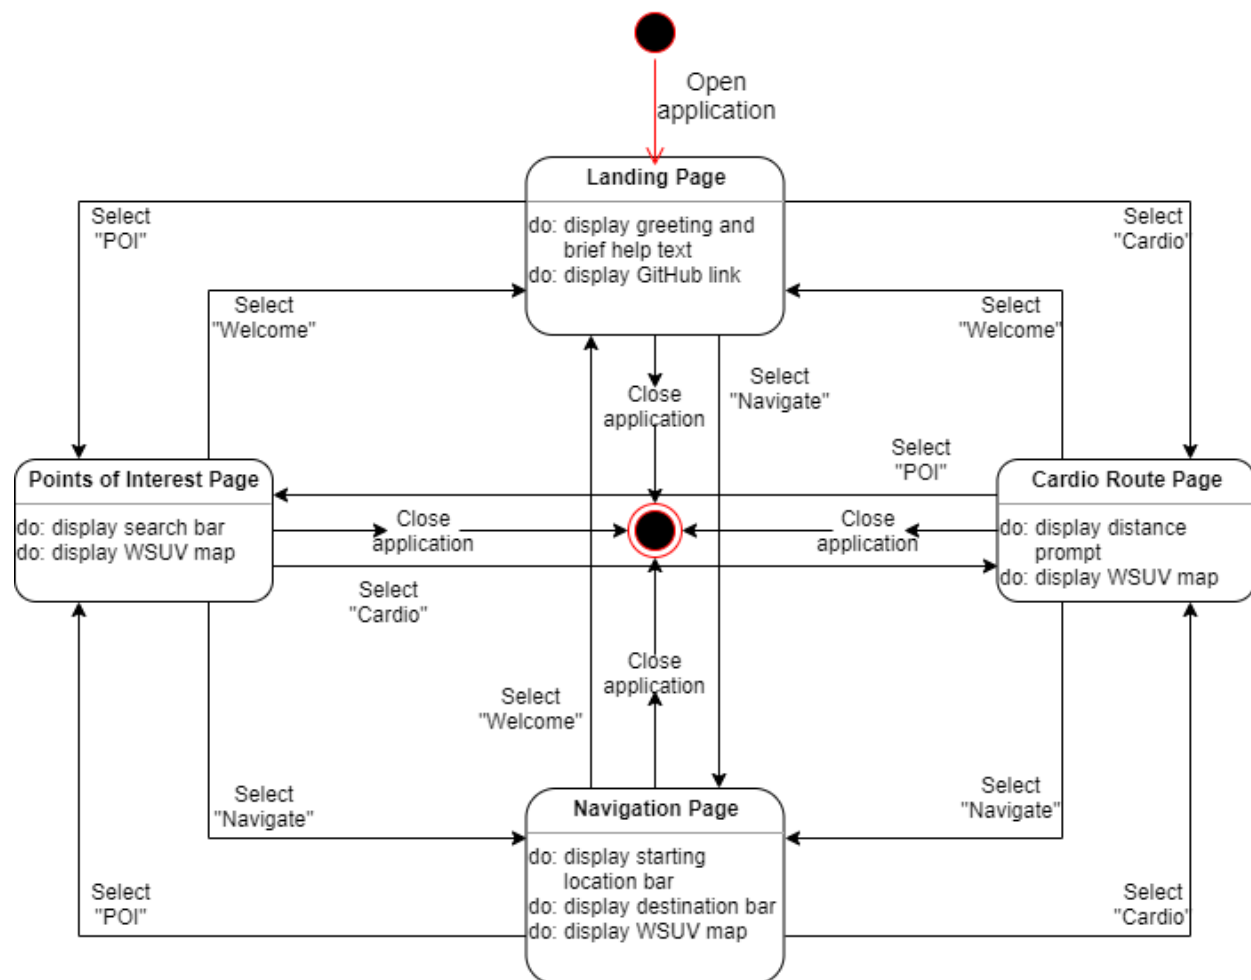 Open
application
Landing Page
do: display greeting and
brief help text
do: display GitHub link
Select
"POI"
Select
"Cardio"
Select
"Welcome"
Select
"Welcome"
Close
application
Select
"Navigate"
Select
"POI"
Points of Interest Page
do: display search bar
do: display WSUV map
Close
application
Close
application
Cardio Route Page
do: display distance
prompt
do: display WSUV map
Select
"Cardio"
Close
application
Select
"Welcome"
Select
"Navigate"
Select
"Navigate"
Navigation Page
do: display starting
location bar
do: display destination bar
do: display WSUV map
Select
"POI"
Select
"Cardio"